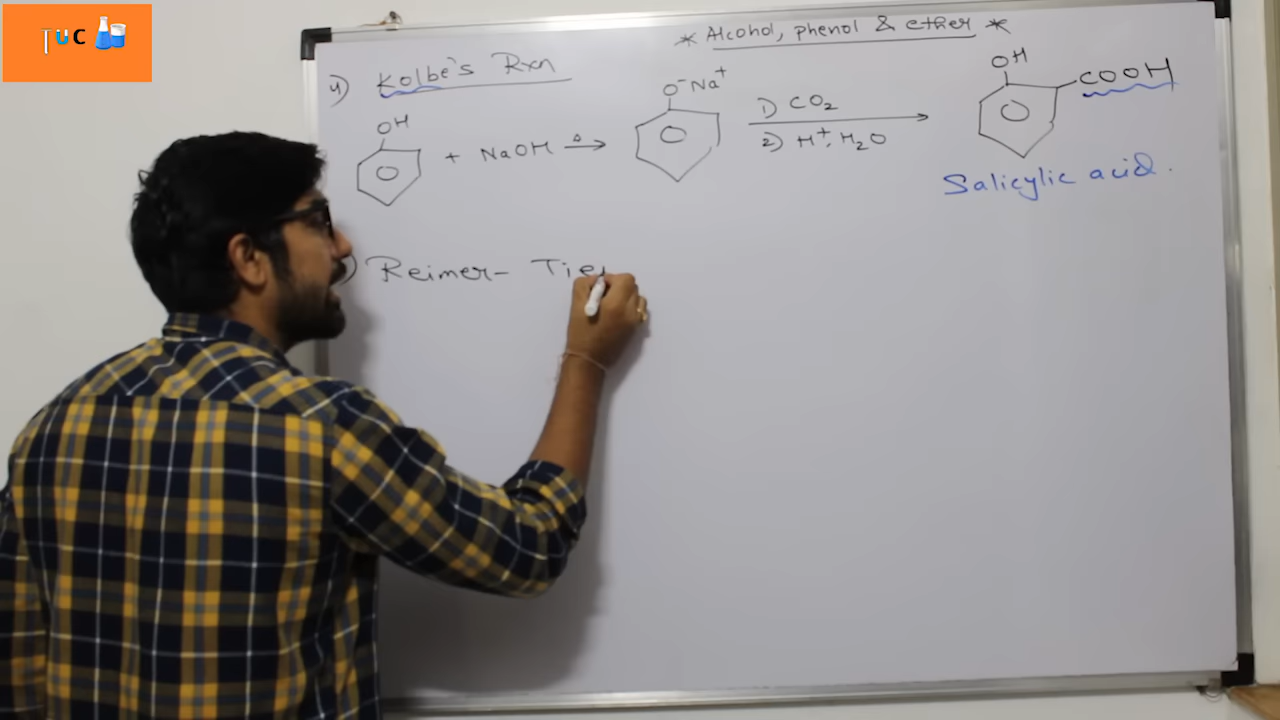 TUC
* Alcohol, phenol & ether *
4) Kolbe's Rxn
OH + NaOH Δ→ O⁻Na⁺ 1) CO₂ 2) H⁺, H₂O → OH COOH
Salicylic acid.
) Reimer- Tie